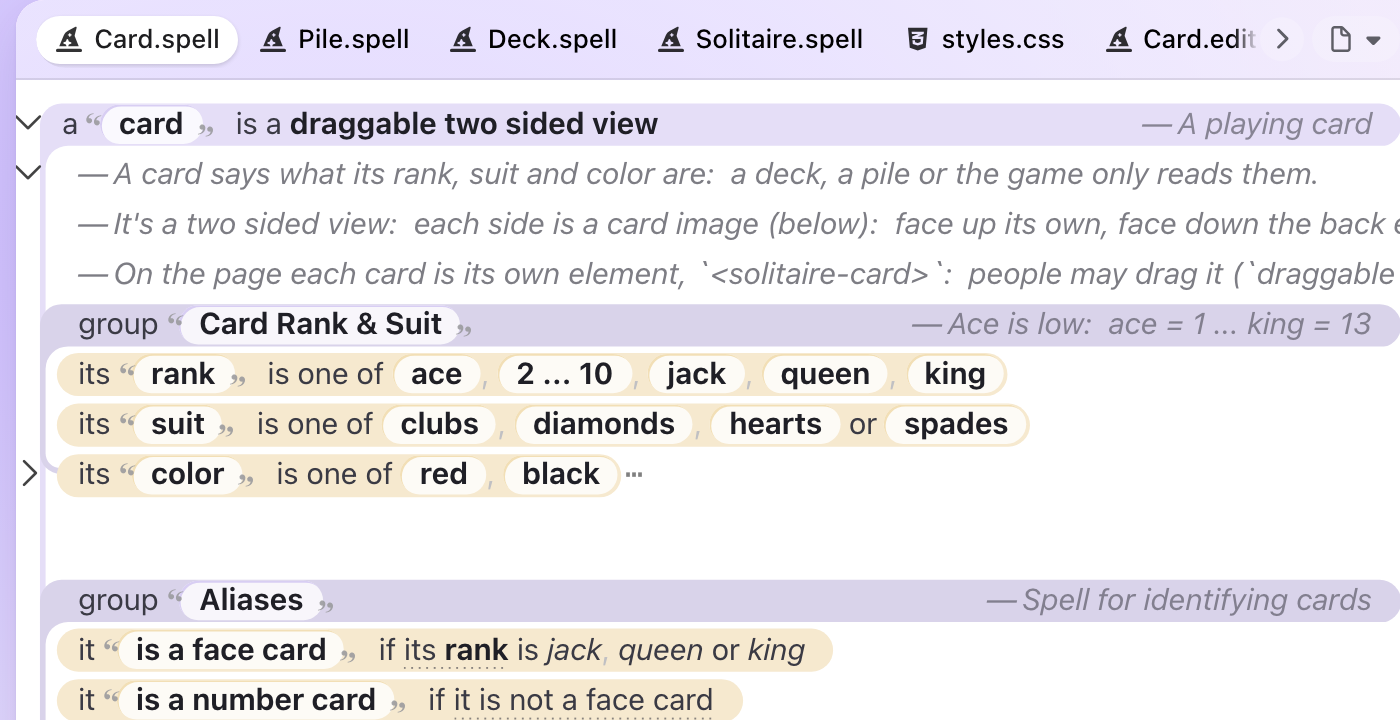 Card.spell Pile.spell Deck.spell Solitaire.spell styles.css Card.edit
a “ card ” is a draggable two sided view — A playing card
— A card says what its rank, suit and color are: a deck, a pile or the game only reads them.
— It's a two sided view: each side is a card image (below): face up its own, face down the back
— On the page each card is its own element, `<solitaire-card>`: people may drag it (`draggable
group “ Card Rank & Suit ” — Ace is low: ace = 1 ... king = 13
its “ rank ” is one of ace , 2 ... 10 , jack , queen , king
its “ suit ” is one of clubs , diamonds , hearts or spades
its “ color ” is one of red , black ...
group “ Aliases ” — Spell for identifying cards
it “ is a face card ” if its rank is jack, queen or king
it “ is a number card ” if it is not a face card